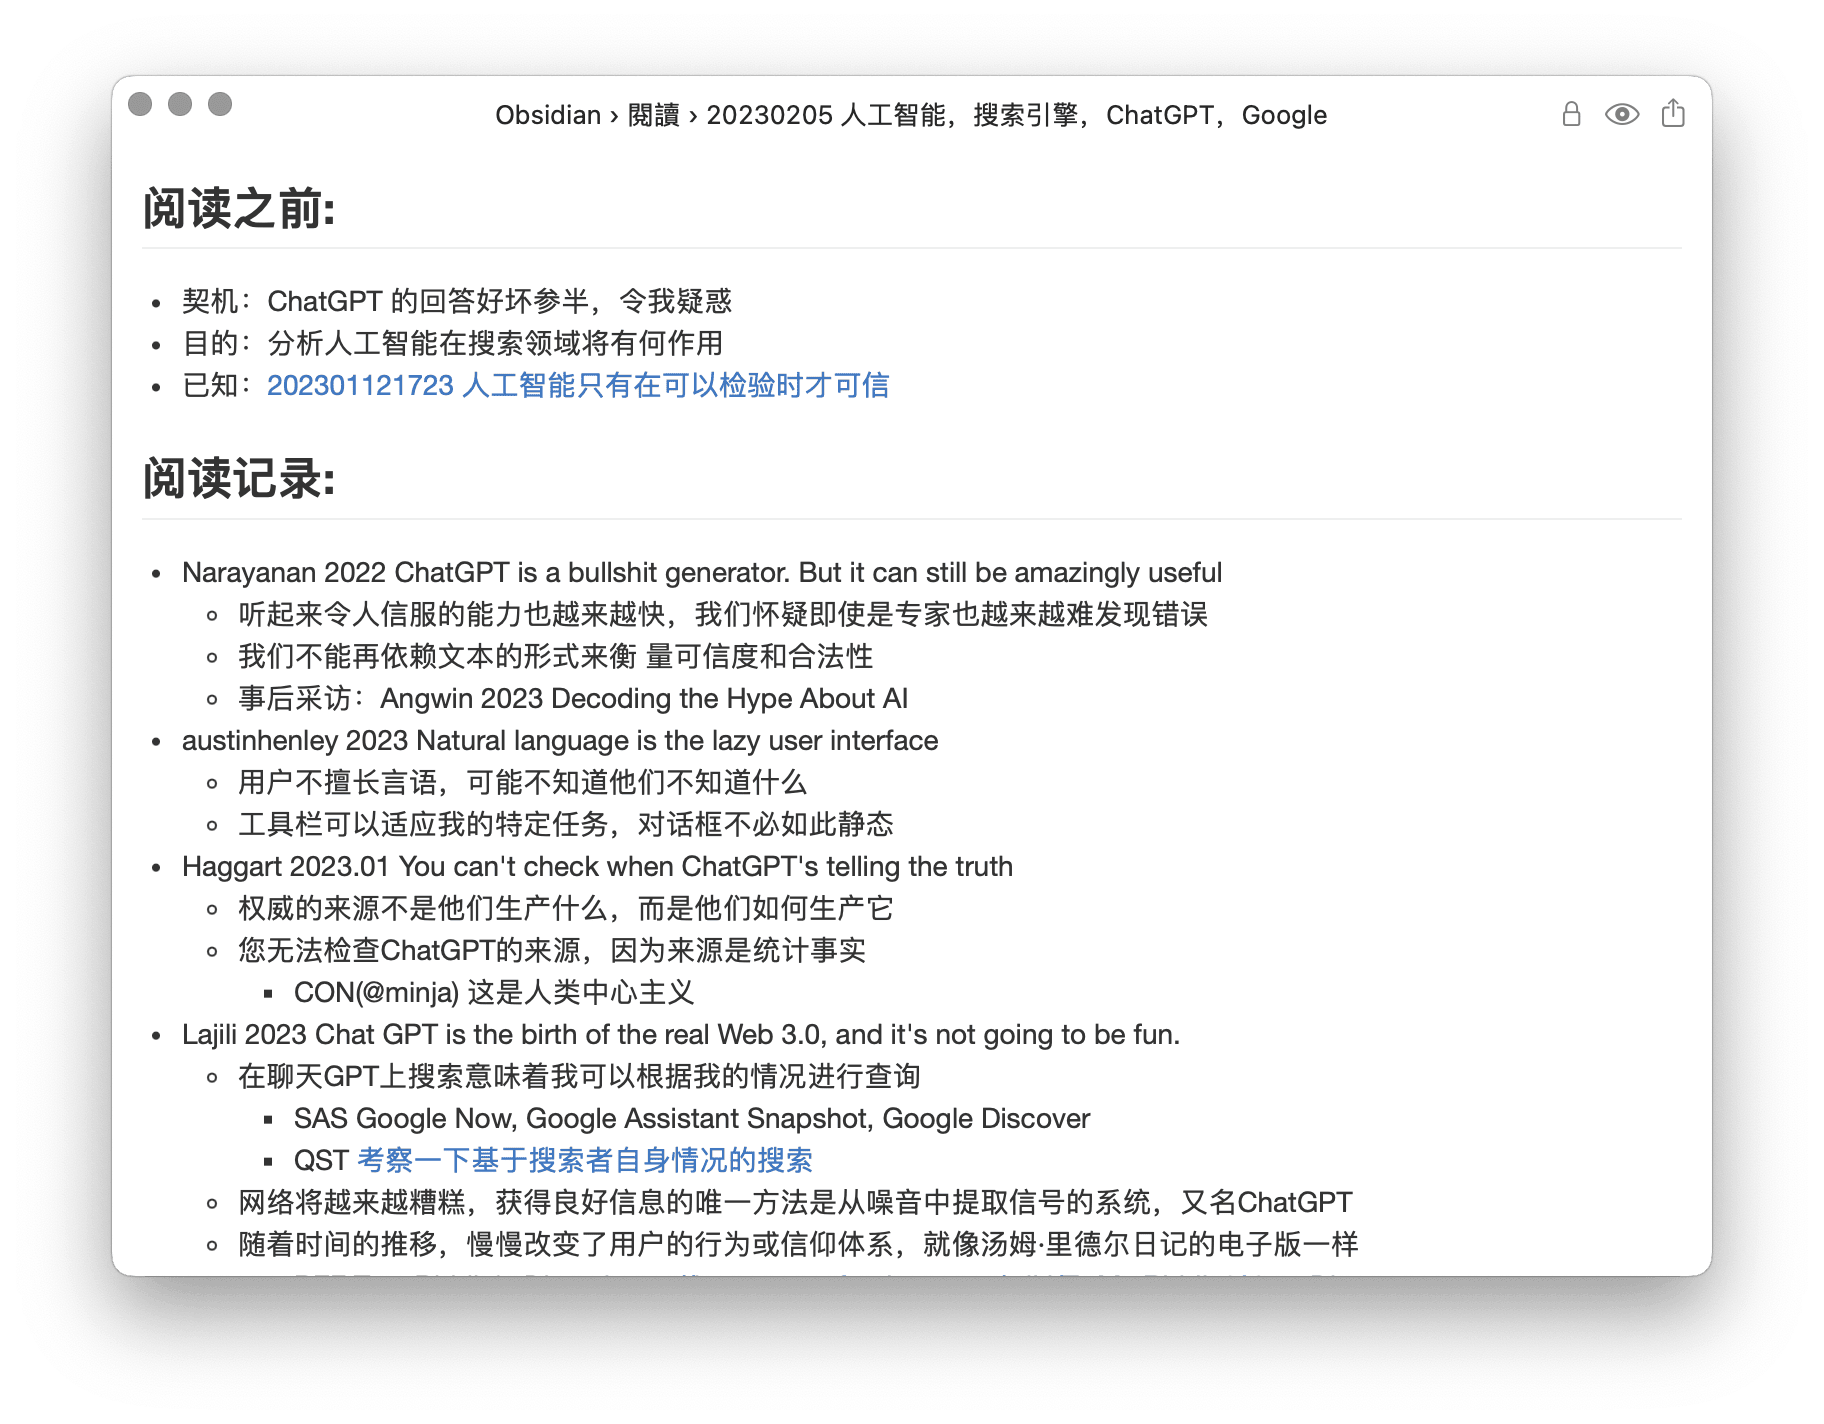 Obsidian › 閱讀 › 20230205 人工智能，搜索引擎，ChatGPT，Google
阅读之前:
• 契机：ChatGPT 的回答好坏参半，令我疑惑
• 目的：分析人工智能在搜索领域将有何作用
• 已知：202301121723 人工智能只有在可以检验时才可信
阅读记录:
• Narayanan 2022 ChatGPT is a bullshit generator. But it can still be amazingly useful
◦ 听起来令人信服的能力也越来越快，我们怀疑即使是专家也越来越难发现错误
◦ 我们不能再依赖文本的形式来衡 量可信度和合法性
◦ 事后采访：Angwin 2023 Decoding the Hype About AI
• austinhenley 2023 Natural language is the lazy user interface
◦ 用户不擅长言语，可能不知道他们不知道什么
◦ 工具栏可以适应我的特定任务，对话框不必如此静态
• Haggart 2023.01 You can't check when ChatGPT's telling the truth
◦ 权威的来源不是他们生产什么，而是他们如何生产它
◦ 您无法检查ChatGPT的来源，因为来源是统计事实
▪ CON(@minja) 这是人类中心主义
• Lajili 2023 Chat GPT is the birth of the real Web 3.0, and it's not going to be fun.
◦ 在聊天GPT上搜索意味着我可以根据我的情况进行查询
▪ SAS Google Now, Google Assistant Snapshot, Google Discover
▪ QST 考察一下基于搜索者自身情况的搜索
◦ 网络将越来越糟糕，获得良好信息的唯一方法是从噪音中提取信号的系统，又名ChatGPT
◦ 随着时间的推移，慢慢改变了用户的行为或信仰体系，就像汤姆·里德尔日记的电子版一样